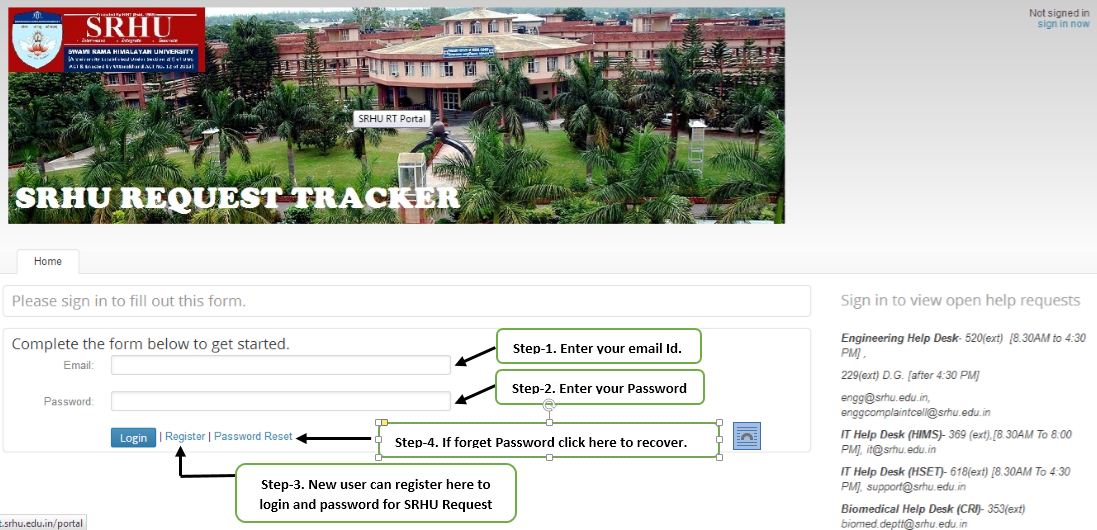 Not signed in
sign in now
SRHU
SWAMI RAMA HIMALAYAN UNIVERSITY
SRHU RT Portal
SRHU REQUEST TRACKER
Home
Please sign in to fill out this form.
Complete the form below to get started.
Email:
Step-1. Enter your email Id.
Password:
Step-2. Enter your Password
Login | Register | Password Reset
Step-4. If forget Password click here to recover.
Step-3. New user can register here to
login and password for SRHU Request
t.srhu.edu.in/portal
Sign in to view open help requests
Engineering Help Desk- 520(ext) [8.30AM to 4:30
PM] ,
229(ext) D.G. [after 4:30 PM]
engg@srhu.edu.in,
enggcomplaintcell@srhu.edu.in
IT Help Desk (HIMS)- 369 (ext),[8.30AM To 8:00
PM], it@srhu.edu.in
IT Help Desk (HSET)- 618(ext) [8.30AM To 4:30
PM], support@srhu.edu.in
Biomedical Help Desk (CRI)- 353(ext)
biomed.deptt@srhu.edu.in